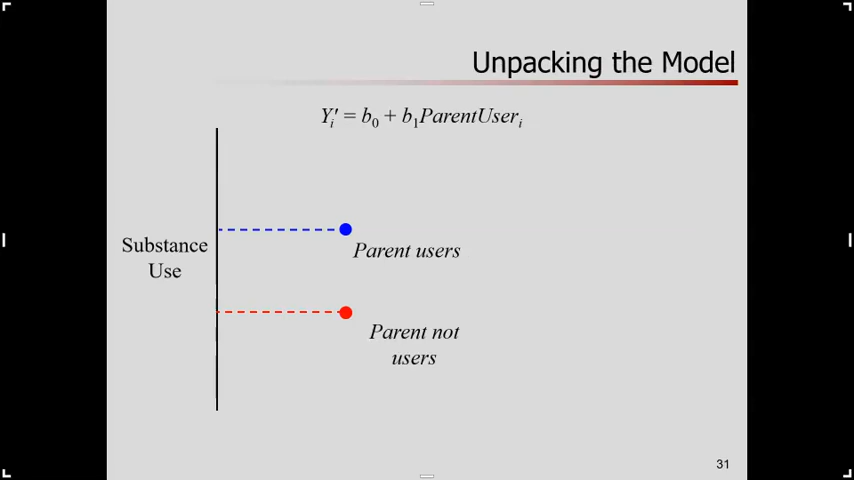 Unpacking the Model
Y′ᵢ = b₀ + b₁ParentUserᵢ
Substance
Use
Parent users
Parent not
users
31